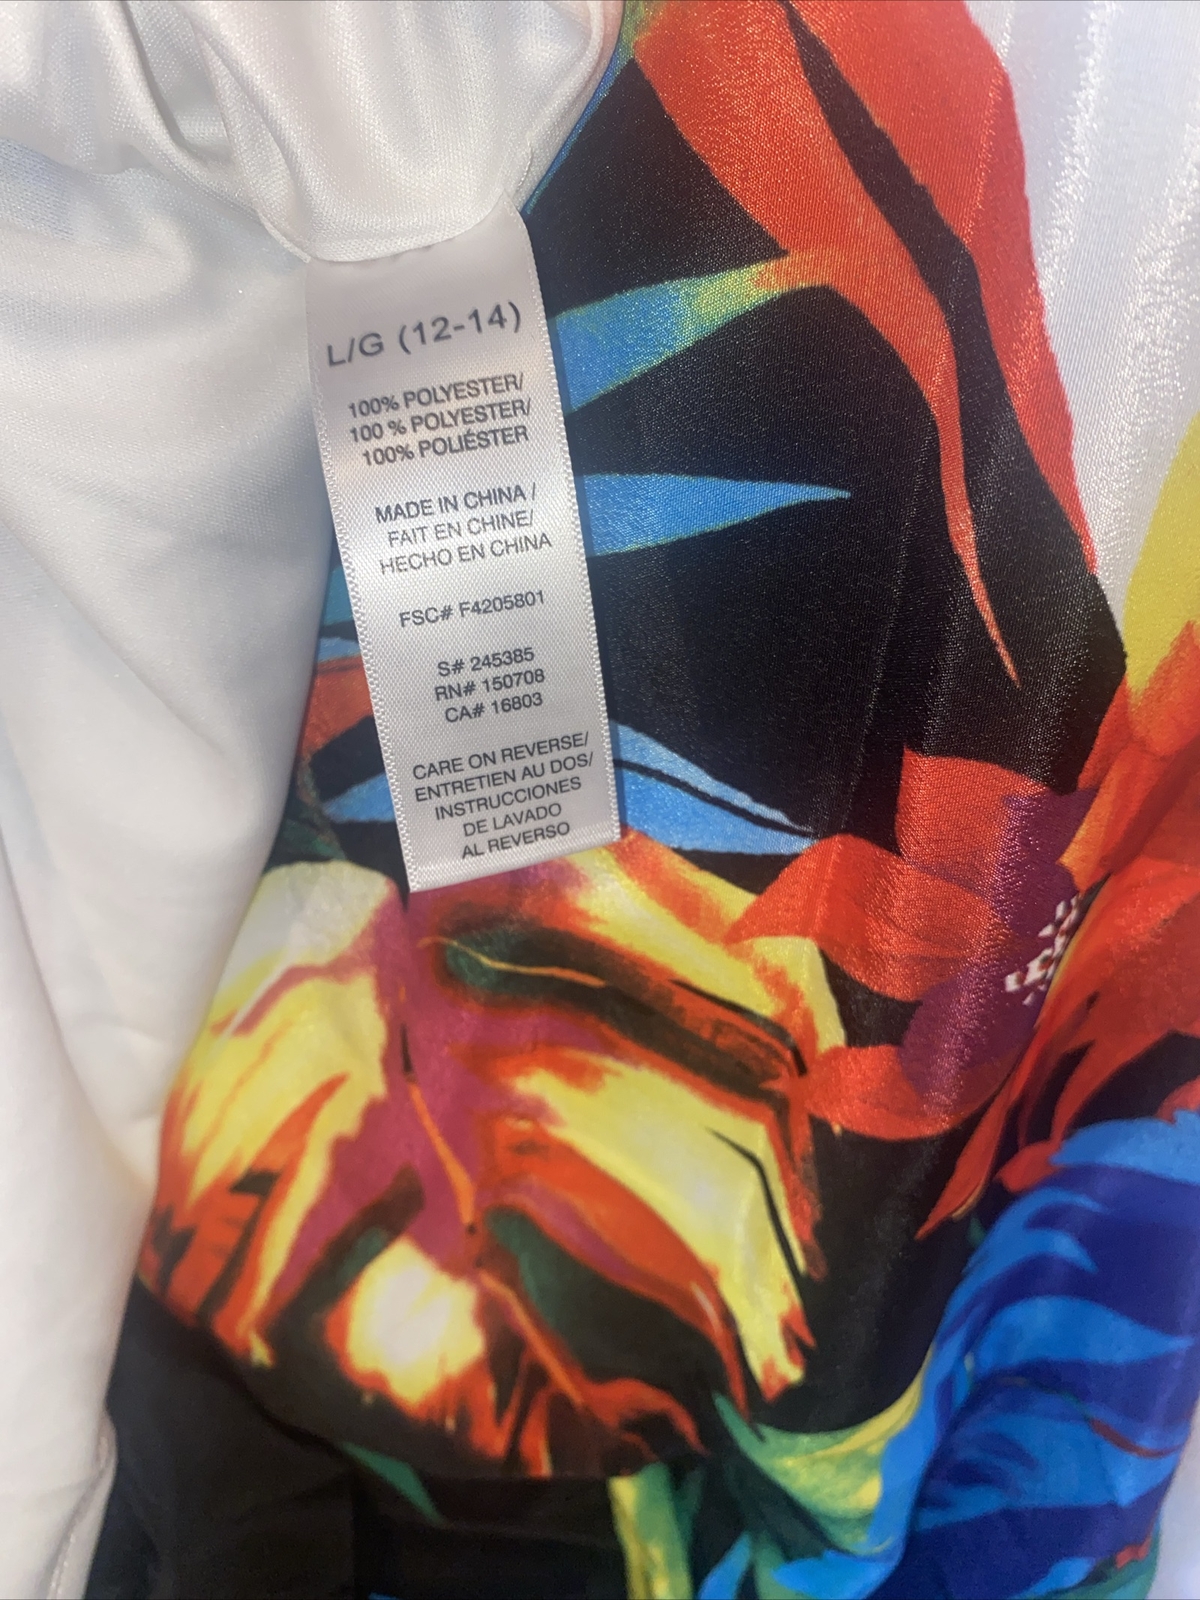 L/G (12-14)
100% POLYESTER/
100 % POLYESTER/
100% POLIÉSTER
MADE IN CHINA /
FAIT EN CHINE/
HECHO EN CHINA
FSC# F4205801
S# 245385
RN# 150708
CA# 16803
CARE ON REVERSE/
ENTRETIEN AU DOS/
INSTRUCCIONES
DE LAVADO
AL REVERSO